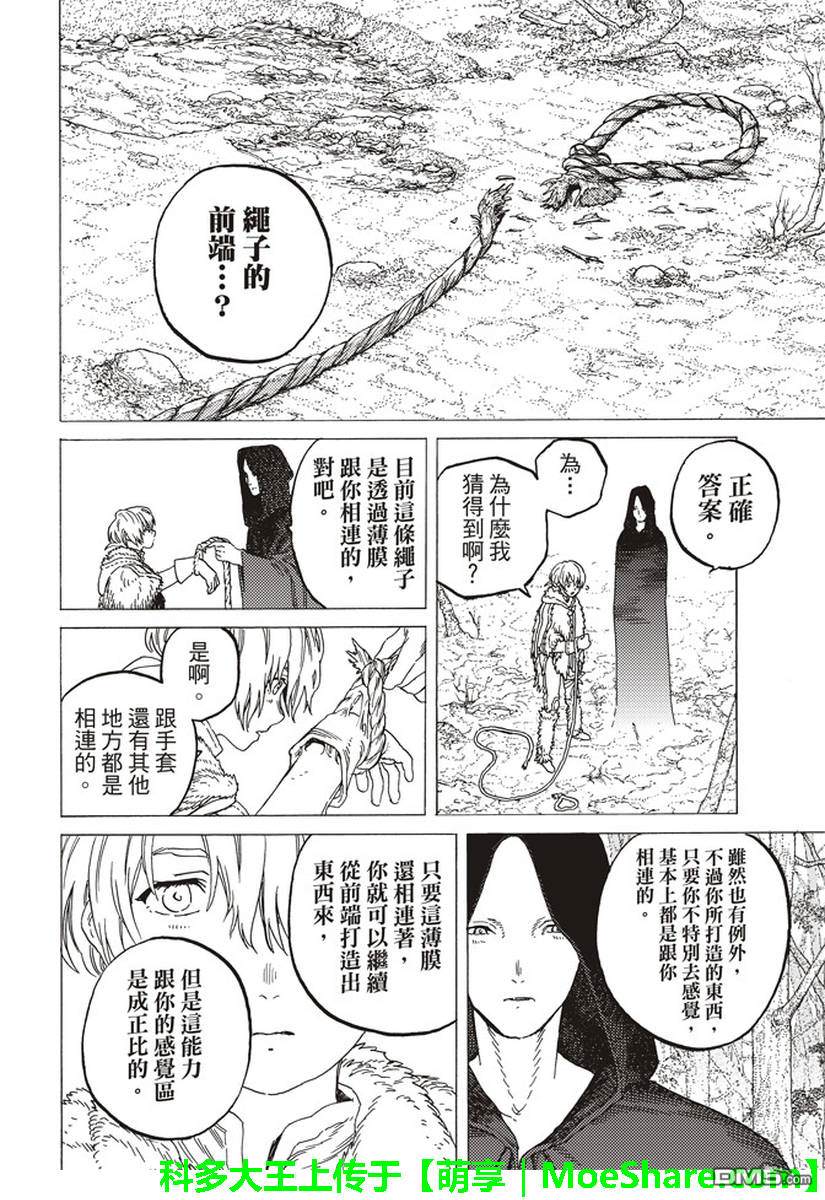 繩子的
前端…？
正確
答案。
為…
為什麼我
猜得到啊？
目前這條繩子
是透過薄膜
跟你相連的，
對吧。
是啊。
跟手套
還有其他
地方都是
相連的。
雖然也有例外，
不過你所打造的東西，
只要你不特別去感覺，
基本上都是跟你
相連的。
只要這薄膜
還相連著，
你就可以繼續
從前端打造出
東西來，
但是這能力
跟你的感覺區
是成正比的。
科多大王上传于【萌享｜MoeShare
DM5.com